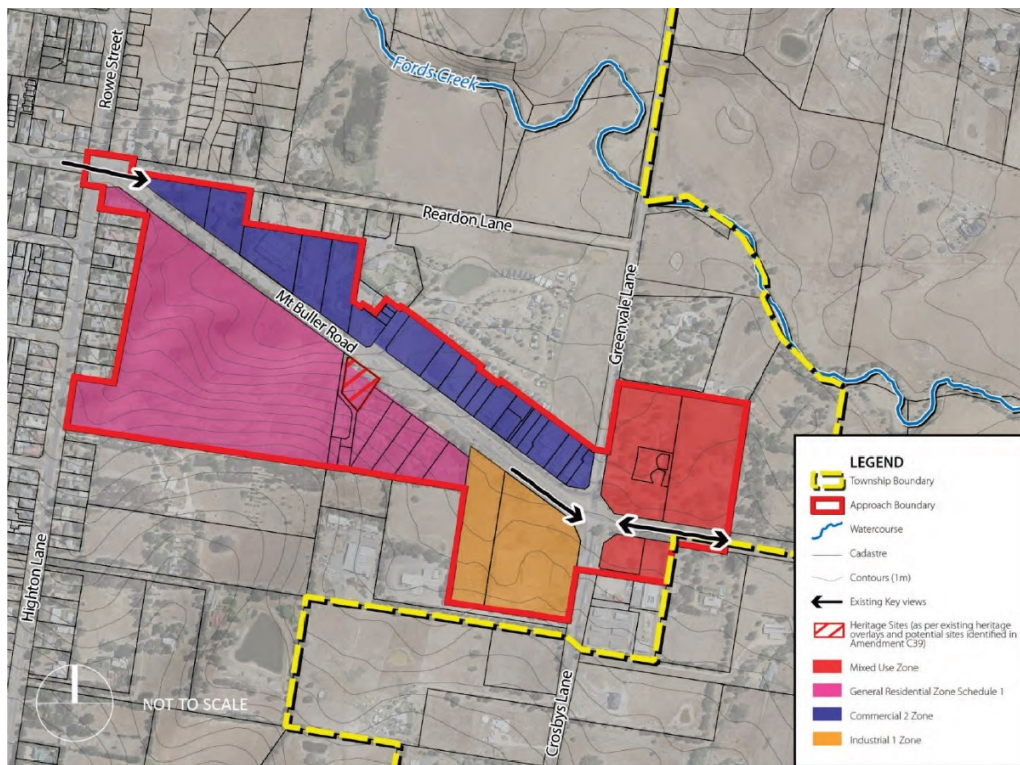 Rowe Street
Fords Creek
Reardon Lane
Greenvale Lane
Mt Buller Road
Highton Lane
Crosbys Lane
NOT TO SCALE
LEGEND
Township Boundary
Approach Boundary
Watercourse
Cadastre
Contours (1m)
Existing Key views
Heritage Sites (as per existing heritage
overlays and potential sites identified in
Amendment C39)
Mixed Use Zone
General Residential Zone Schedule 1
Commercial 2 Zone
Industrial 1 Zone